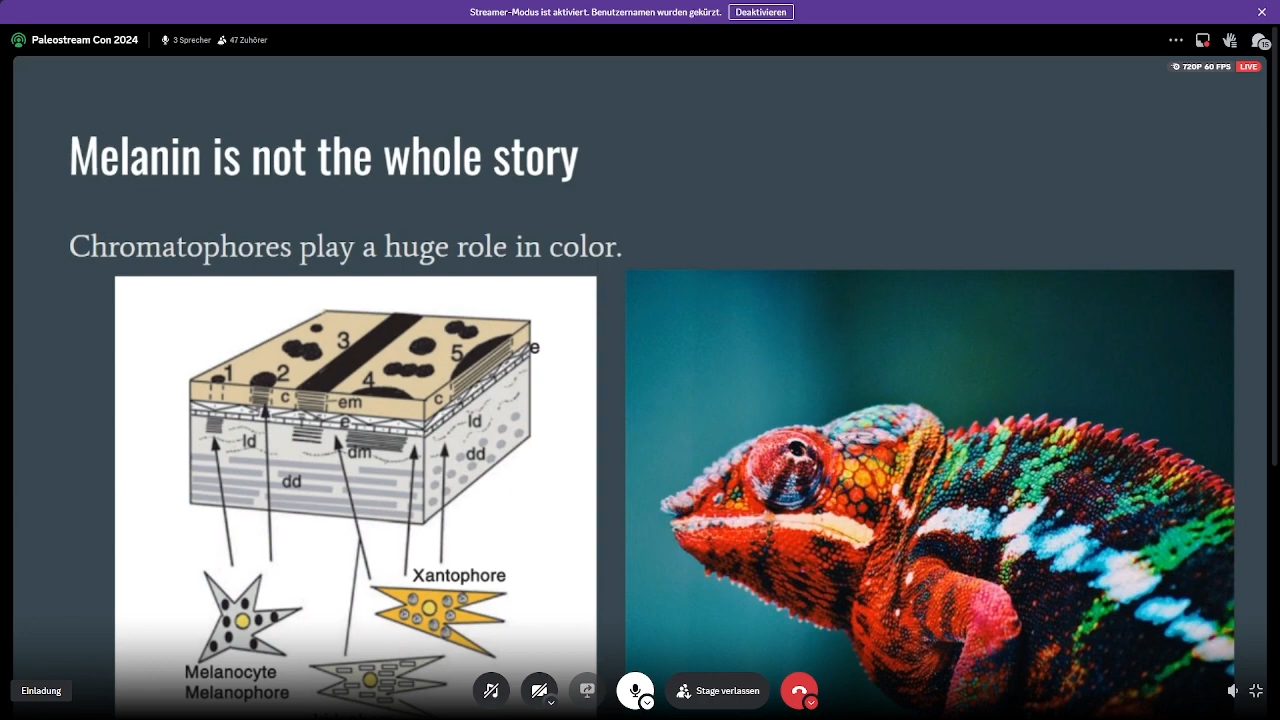 Streamer-Modus ist aktiviert. Benutzernamen wurden gekürzt. Deaktivieren
Paleostream Con 2024 3 Sprecher 47 Zuhörer
15
720P 60 FPS LIVE
Melanin is not the whole story
Chromatophores play a huge role in color.
1 2 3 4 5 e
c em c
e
ld dm ld
dd dd
Xantophore
Melanocyte
Melanophore
Einladung
Stage verlassen